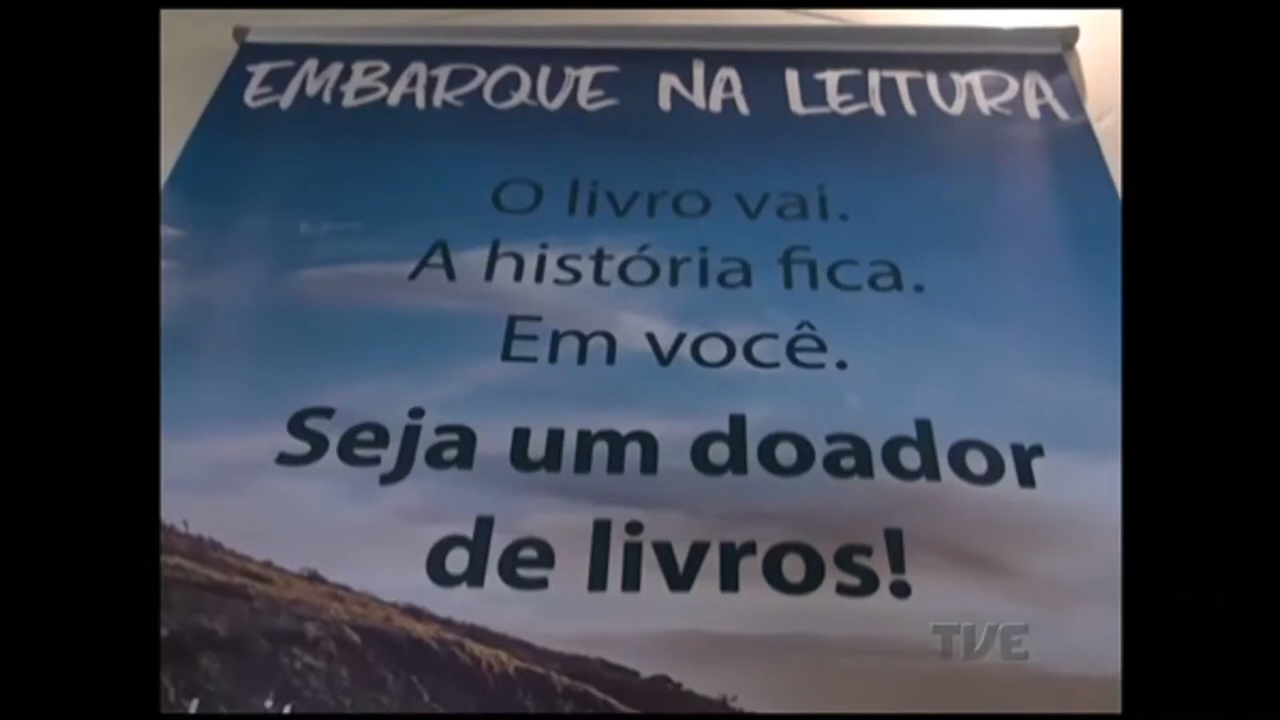 EMBARQUE NA LEITURA
O livro vai.
A história fica.
Em você.
Seja um doador
de livros!
TVE